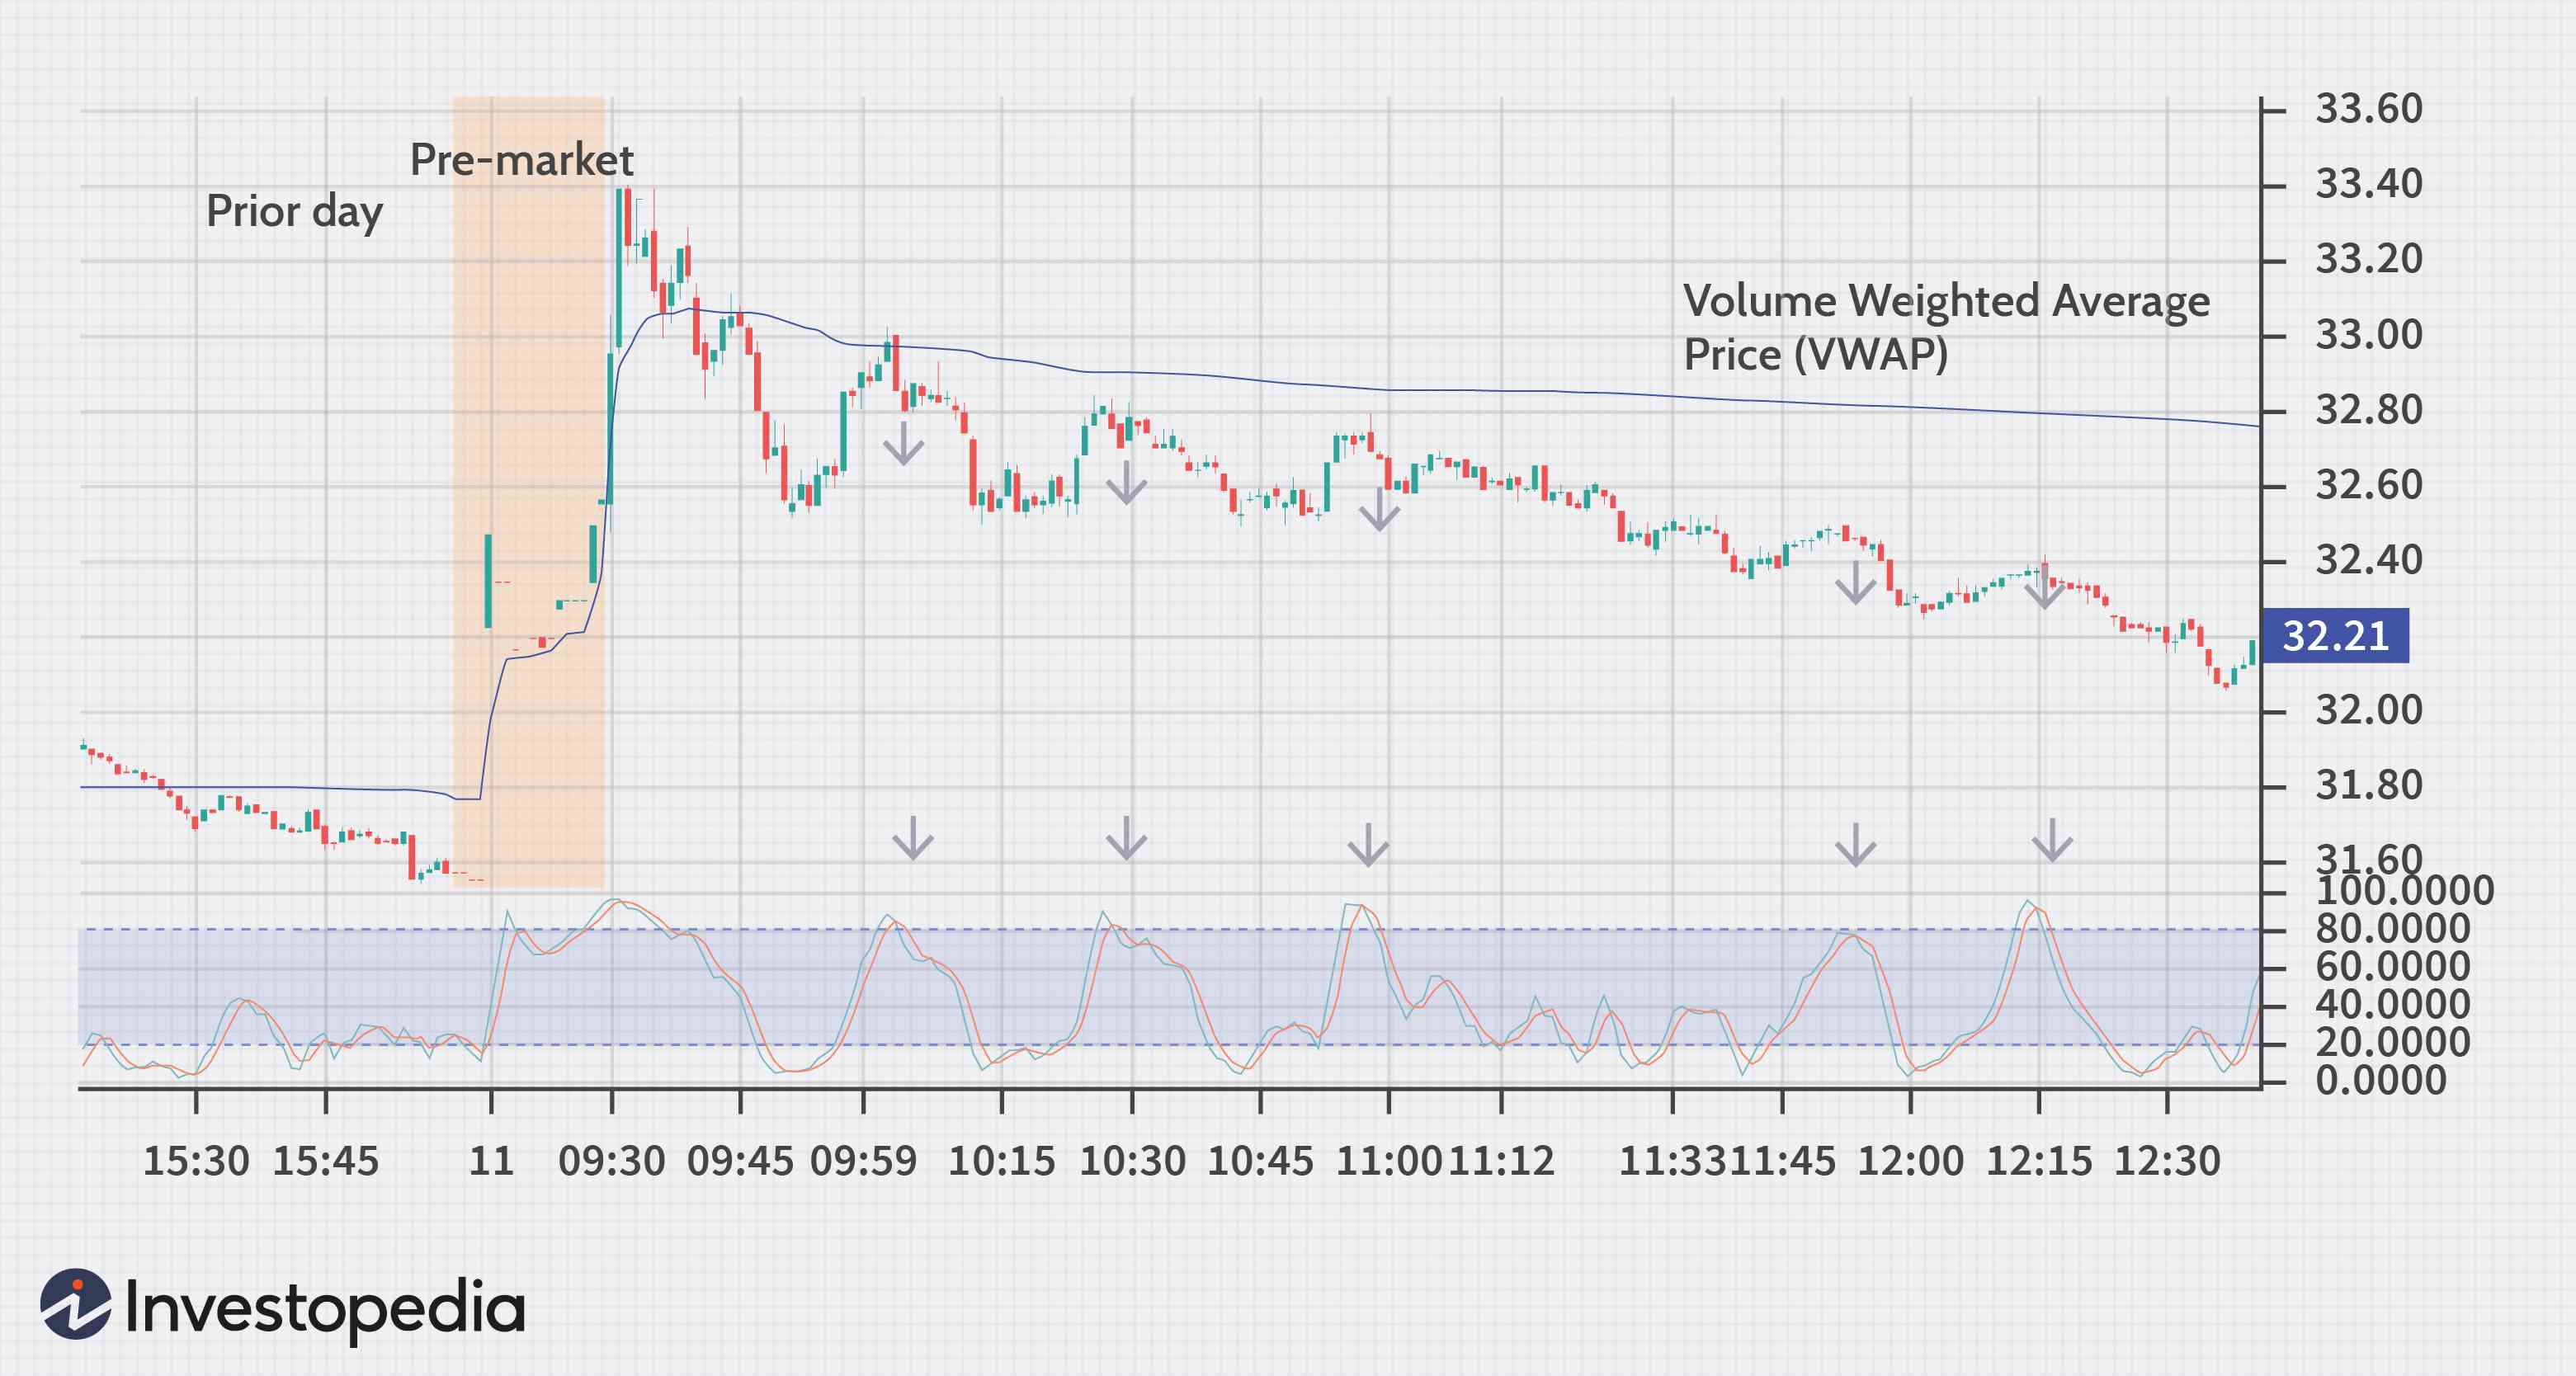 Pre-market
Prior day
Volume Weighted Average
Price (VWAP)
33.60
33.40
33.20
33.00
32.80
32.60
32.40
32.21
32.00
31.80
31.60
100.0000
80.0000
60.0000
40.0000
20.0000
0.0000
15:30 15:45 11 09:30 09:45 09:59 10:15 10:30 10:45 11:00 11:12 11:33 11:45 12:00 12:15 12:30
Investopedia